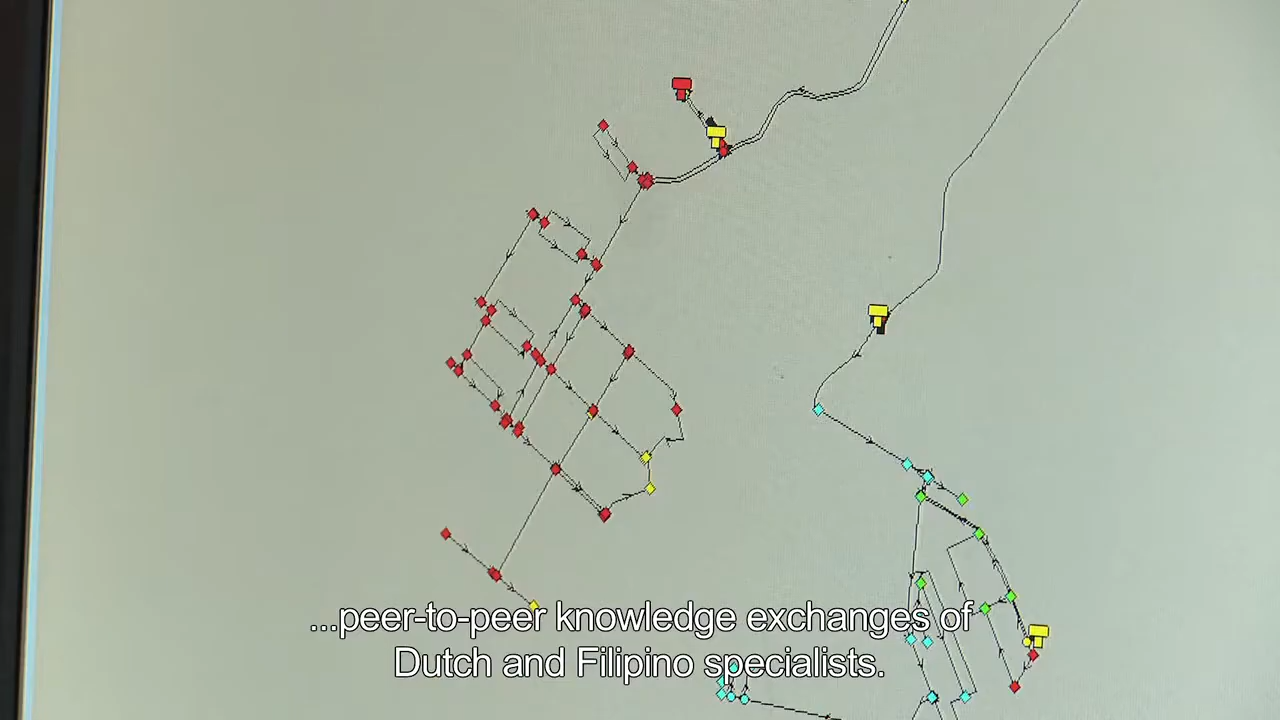 ...peer-to-peer knowledge exchanges of
Dutch and Filipino specialists.